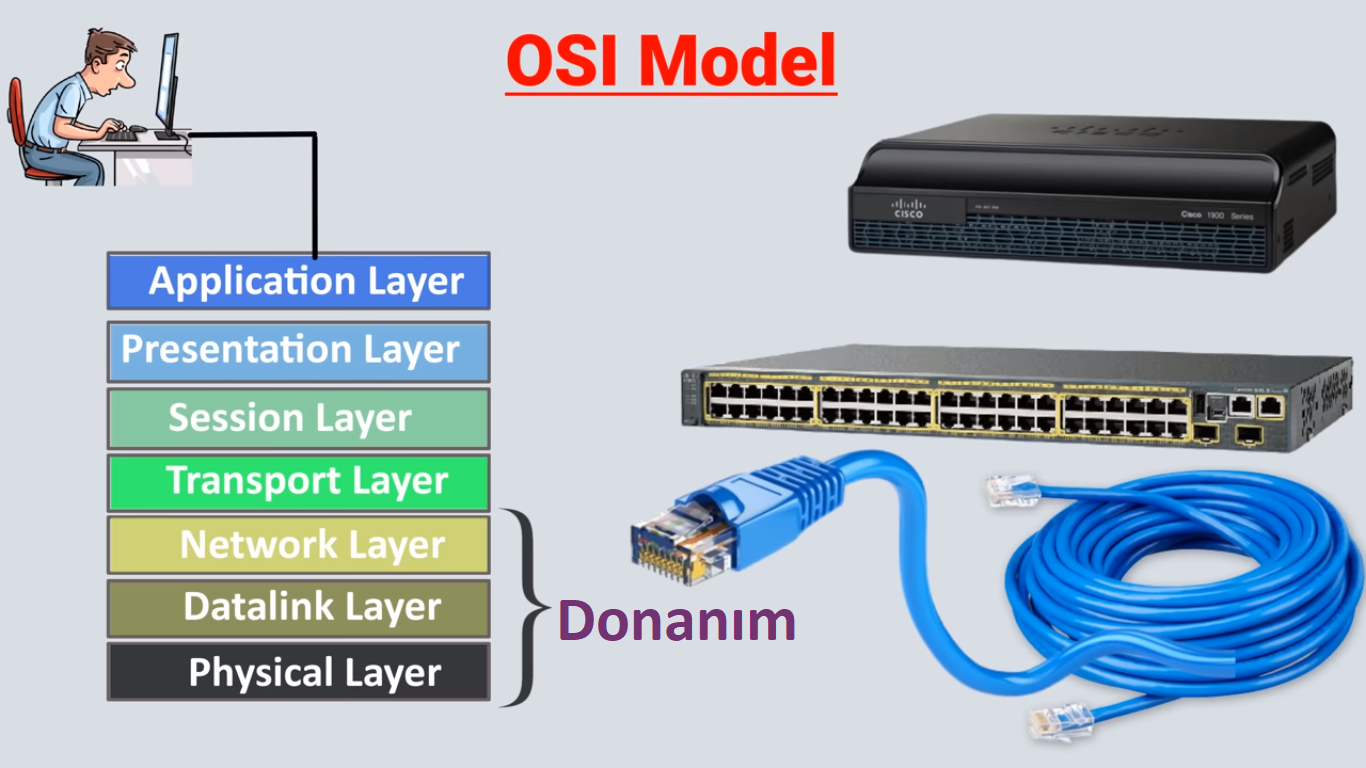 OSI Model
CISCO
Cisco 1900 Series
Application Layer
Presentation Layer
Session Layer
Transport Layer
Network Layer
Datalink Layer
Physical Layer
Donanım